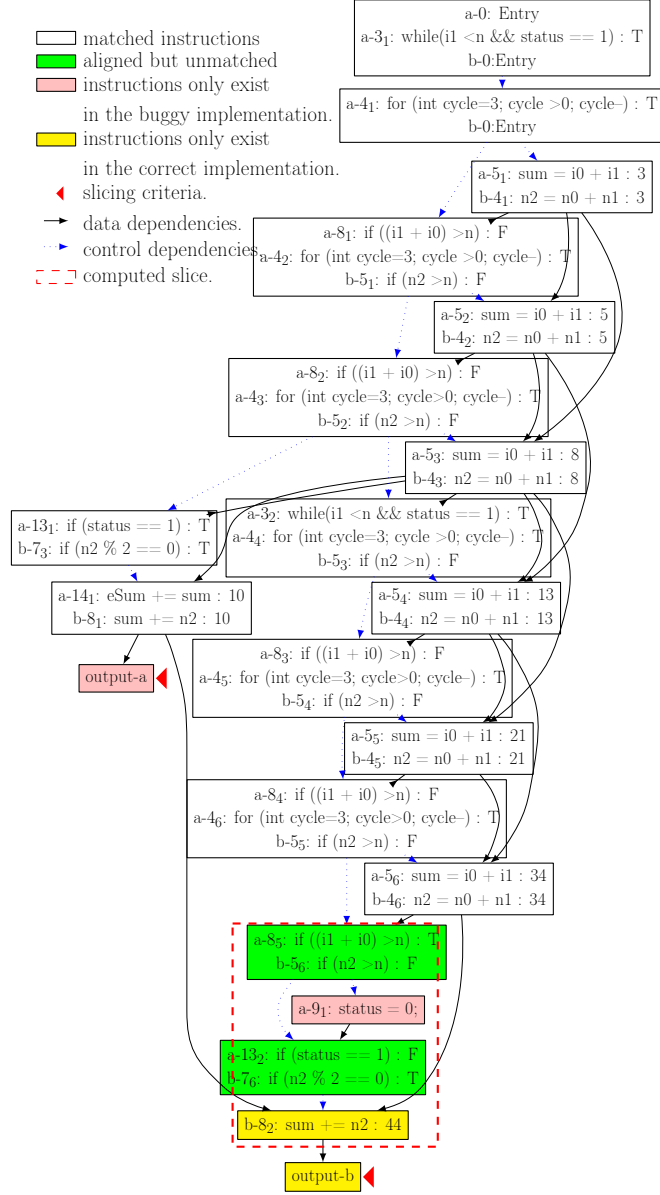 matched instructions
aligned but unmatched
instructions only exist
in the buggy implementation.
instructions only exist
in the correct implementation.
slicing criteria.
data dependencies.
control dependencies.
computed slice.
a-0: Entry
a-3₁: while(i1 <n && status == 1) : T
b-0:Entry
a-4₁: for (int cycle=3; cycle >0; cycle–) : T
b-0:Entry
a-5₁: sum = i0 + i1 : 3
b-4₁: n2 = n0 + n1 : 3
a-8₁: if ((i1 + i0) >n) : F
a-4₂: for (int cycle=3; cycle >0; cycle–) : T
b-5₁: if (n2 >n) : F
a-5₂: sum = i0 + i1 : 5
b-4₂: n2 = n0 + n1 : 5
a-8₂: if ((i1 + i0) >n) : F
a-4₃: for (int cycle=3; cycle>0; cycle–) : T
b-5₂: if (n2 >n) : F
a-5₃: sum = i0 + i1 : 8
b-4₃: n2 = n0 + n1 : 8
a-13₁: if (status == 1) : T
b-7₃: if (n2 % 2 == 0) : T
a-3₂: while(i1 <n && status == 1) : T
a-4₄: for (int cycle=3; cycle >0; cycle–) : T
b-5₃: if (n2 >n) : F
a-14₁: eSum += sum : 10
b-8₁: sum += n2 : 10
a-5₄: sum = i0 + i1 : 13
b-4₄: n2 = n0 + n1 : 13
output-a
a-8₃: if ((i1 + i0) >n) : F
a-4₅: for (int cycle=3; cycle>0; cycle–) : T
b-5₄: if (n2 >n) : F
a-5₅: sum = i0 + i1 : 21
b-4₅: n2 = n0 + n1 : 21
a-8₄: if ((i1 + i0) >n) : F
a-4₆: for (int cycle=3; cycle>0; cycle–) : T
b-5₅: if (n2 >n) : F
a-5₆: sum = i0 + i1 : 34
b-4₆: n2 = n0 + n1 : 34
a-8₅: if ((i1 + i0) >n) : T
b-5₆: if (n2 >n) : F
a-9₁: status = 0;
a-13₂: if (status == 1) : F
b-7₆: if (n2 % 2 == 0) : T
b-8₂: sum += n2 : 44
output-b